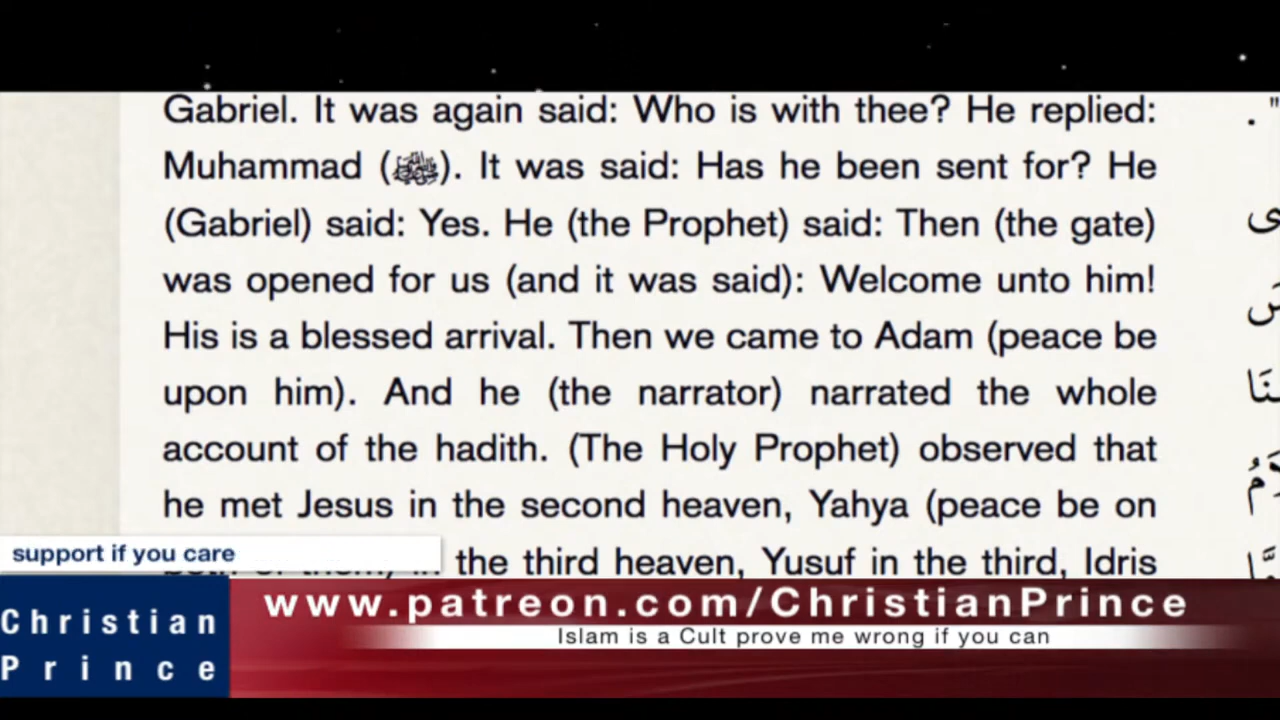 Gabriel. It was again said: Who is with thee? He replied:
Muhammad (ﷺ). It was said: Has he been sent for? He
(Gabriel) said: Yes. He (the Prophet) said: Then (the gate)
was opened for us (and it was said): Welcome unto him!
His is a blessed arrival. Then we came to Adam (peace be
upon him). And he (the narrator) narrated the whole
account of the hadith. (The Holy Prophet) observed that
he met Jesus in the second heaven, Yahya (peace be on
the third heaven, Yusuf in the third, Idris
support if you care
Christian
Prince
www.patreon.com/ChristianPrince
Islam is a Cult prove me wrong if you can